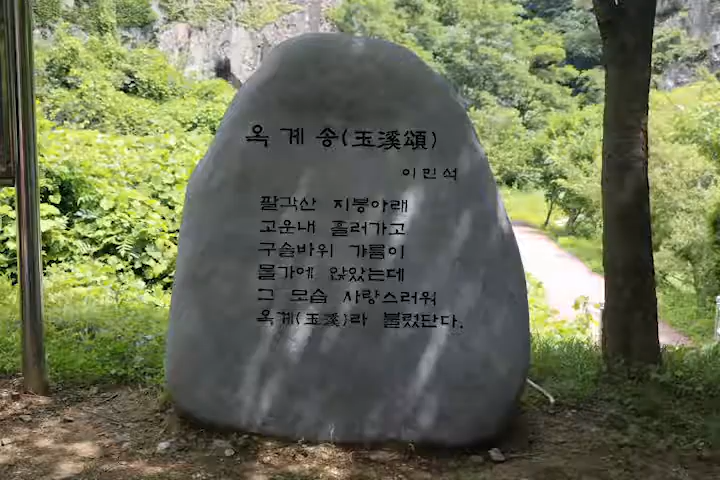 옥계송(玉溪頌)
이민석
팔각산 지붕아래
고운내 흘러가고
구슬바위 갸름이
물가에 앉았는데
그 모습 사랑스러워
옥계(玉溪)라 불렀단다.